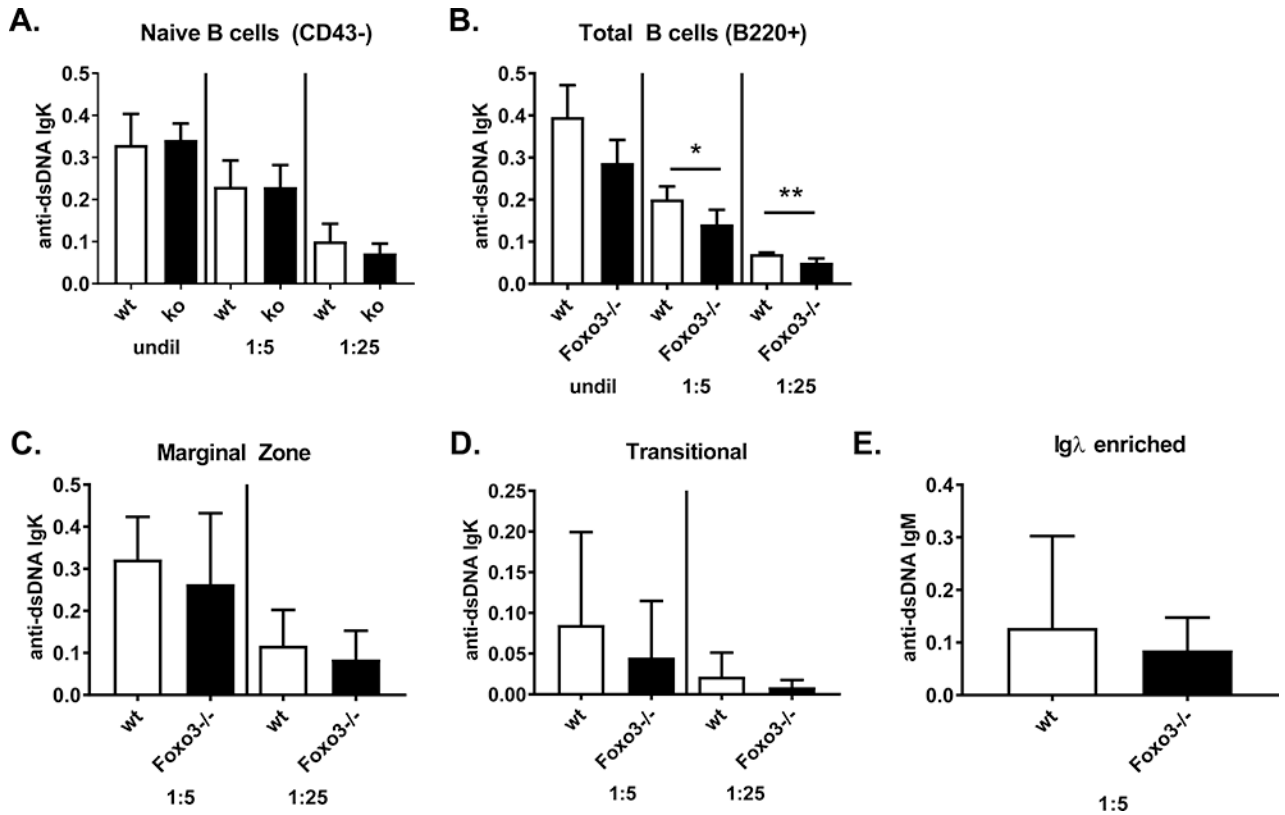 A.
Naive B cells (CD43-)
anti-dsDNA IgK
0.5
0.4
0.3
0.2
0.1
0.0
wt
ko
wt
ko
wt
ko
undil
1:5
1:25
B.
Total B cells (B220+)
anti-dsDNA IgK
0.5
0.4
0.3
0.2
0.1
0.0
*
**
wt
Foxo3-/-
wt
Foxo3-/-
wt
Foxo3-/-
undil
1:5
1:25
C.
Marginal Zone
anti-dsDNA IgK
0.5
0.4
0.3
0.2
0.1
0.0
wt
Foxo3-/-
wt
Foxo3-/-
1:5
1:25
D.
Transitional
anti-dsDNA IgK
0.25
0.20
0.15
0.10
0.05
0.00
wt
Foxo3-/-
wt
Foxo3-/-
1:5
1:25
E.
Igλ enriched
anti-dsDNA IgM
0.4
0.3
0.2
0.1
0.0
wt
Foxo3-/-
1:5